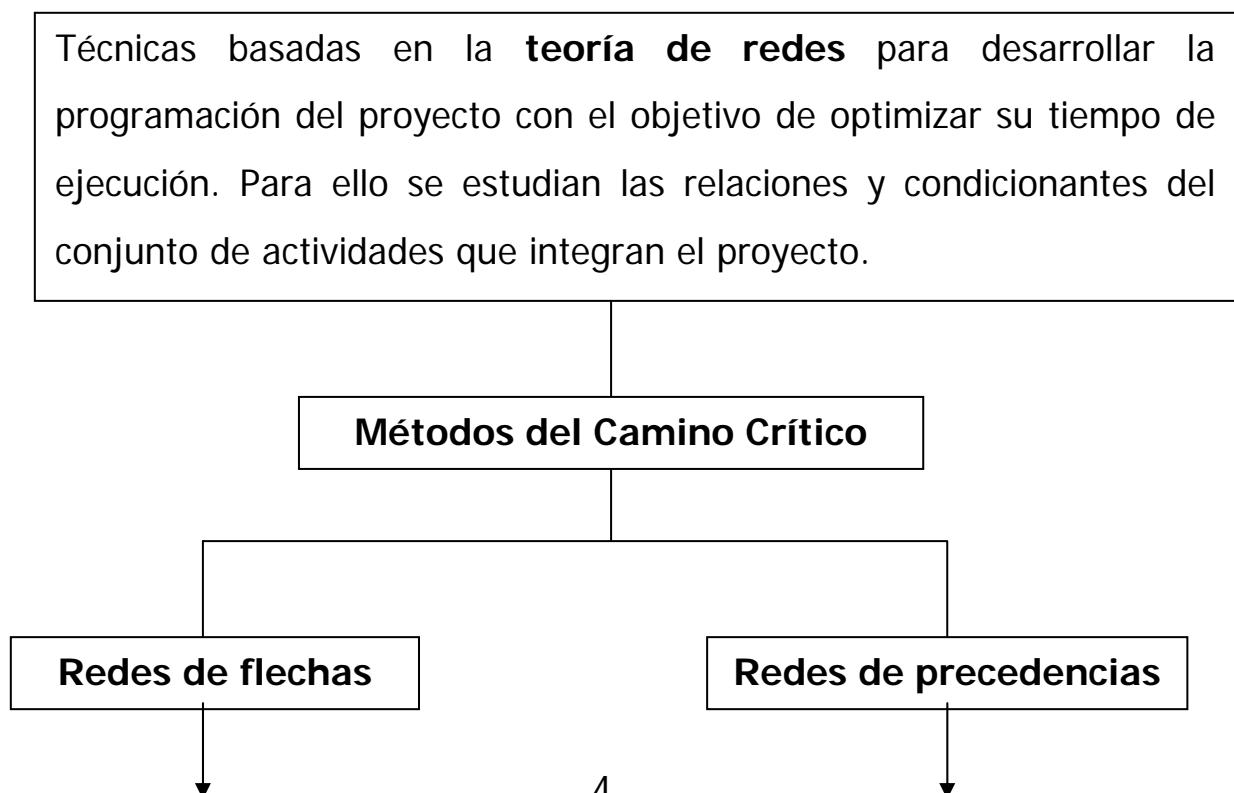 Técnicas basadas en la teoría de redes para desarrollar la
programación del proyecto con el objetivo de optimizar su tiempo de
ejecución. Para ello se estudian las relaciones y condicionantes del
conjunto de actividades que integran el proyecto.
Métodos del Camino Crítico
Redes de flechas
Redes de precedencias
4